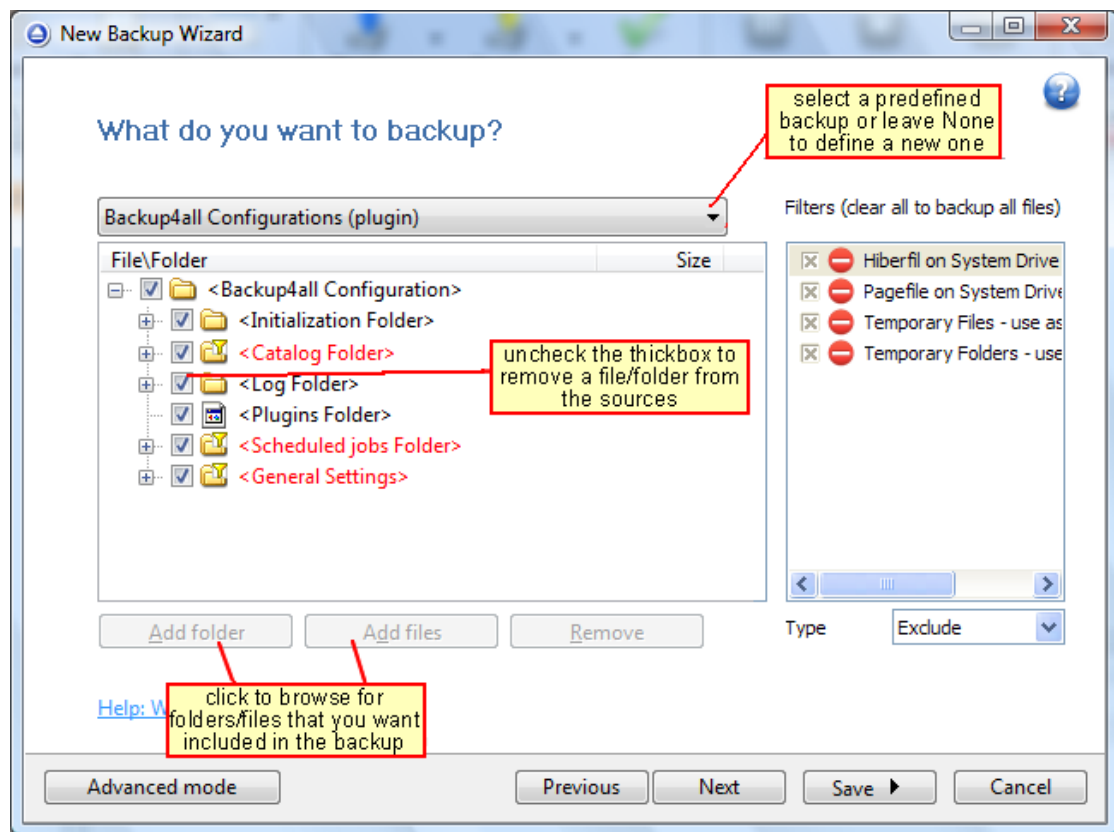 New Backup Wizard
select a predefined
backup or leave None
to define a new one
What do you want to backup?
Backup4all Configurations (plugin)
Filters (clear all to backup all files)
File\Folder Size
<Backup4all Configuration>
<Initialization Folder>
<Catalog Folder>
<Log Folder>
<Plugins Folder>
<Scheduled jobs Folder>
<General Settings>
uncheck the thickbox to
remove a file/folder from
the sources
Hiberfil on System Drive
Pagefile on System Drive
Temporary Files - use as
Temporary Folders - use
Add folder Add files Remove
Type Exclude
Help: W
click to browse for
folders/files that you want
included in the backup
Advanced mode Previous Next Save Cancel